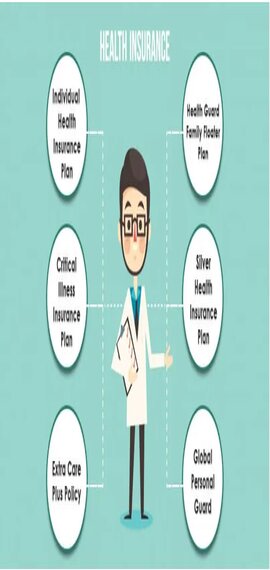 HEALTH INSURANCE
Individual
Health
Insurance
Plan
Health Guard
Family Floater
Plan
Critical
Illness
Insurance
Plan
Silver
Health
Insurance
Plan
Extra Care
Plus Policy
Global
Personal
Guard